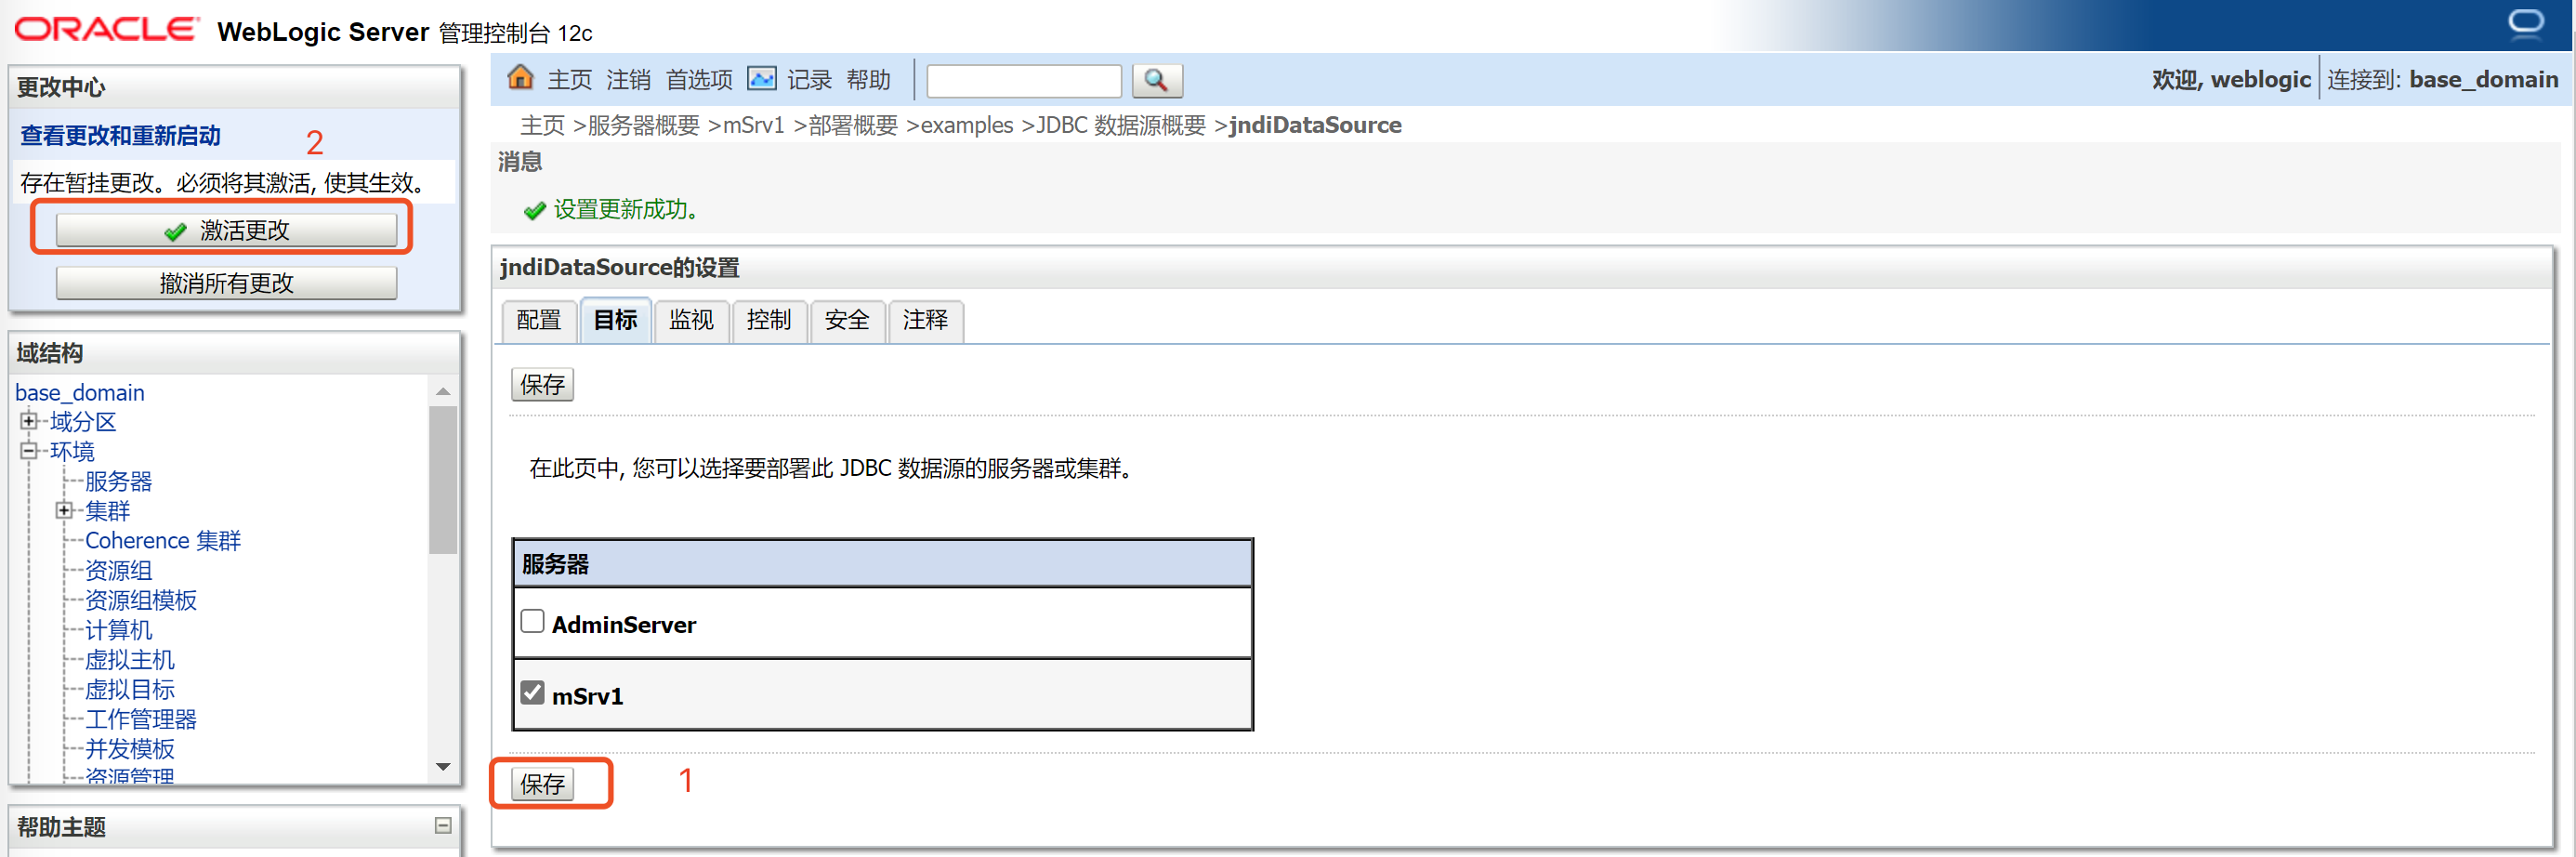 ORACLE WebLogic Server 管理控制台 12c
更改中心
查看更改和重新启动
2
存在暂挂更改。必须将其激活, 使其生效。
激活更改
撤消所有更改
域结构
base_domain
域分区
环境
服务器
集群
Coherence 集群
资源组
资源组模板
计算机
虚拟主机
虚拟目标
工作管理器
并发模板
资源管理
帮助主题
主页 注销 首选项 记录 帮助
欢迎, weblogic 连接到: base_domain
主页 >服务器概要 >mSrv1 >部署概要 >examples >JDBC 数据源概要 >jndiDataSource
消息
设置更新成功。
jndiDataSource的设置
配置 目标 监视 控制 安全 注释
保存
在此页中, 您可以选择要部署此 JDBC 数据源的服务器或集群。
服务器
AdminServer
mSrv1
保存
1